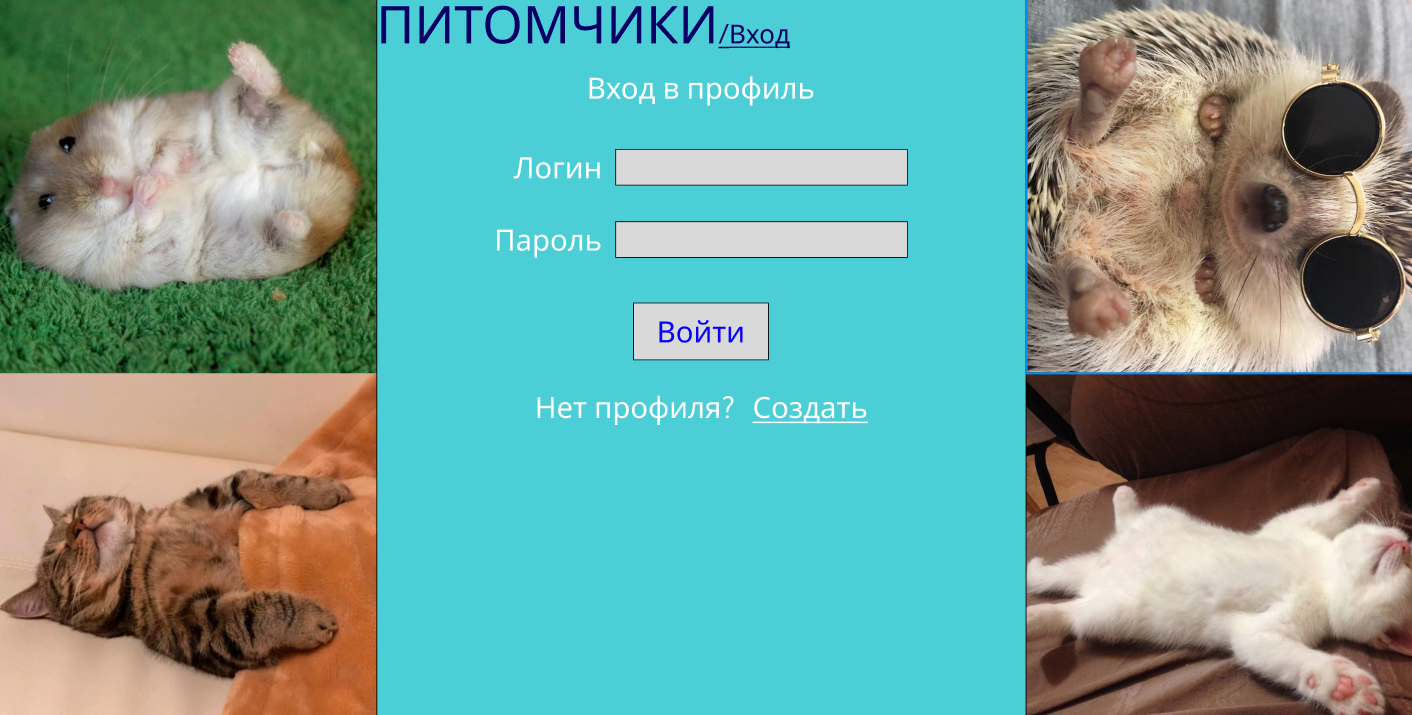 ПИТОМЧИКИ/Вход
Вход в профиль
Логин
Пароль
Войти
Нет профиля? Создать